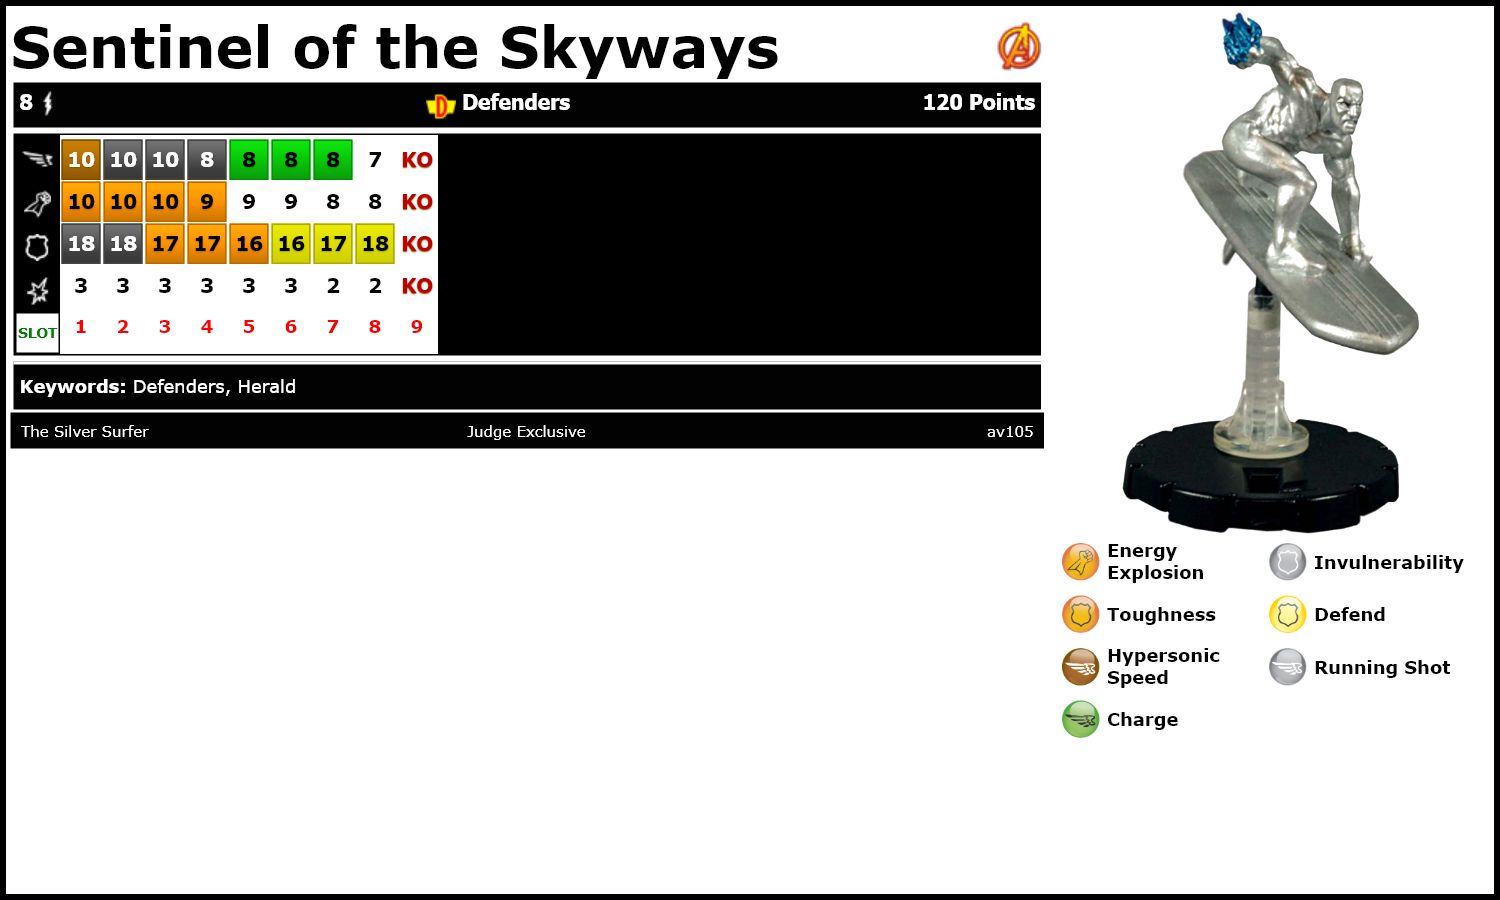 Sentinel of the Skyways
8 Defenders 120 Points
10 10 10 8 8 8 8 7 KO
10 10 10 9 9 9 8 8 KO
18 18 17 17 16 16 17 18 KO
3 3 3 3 3 3 2 2 KO
SLOT 1 2 3 4 5 6 7 8 9
Keywords: Defenders, Herald
The Silver Surfer Judge Exclusive av105
Energy
Explosion
Invulnerability
Toughness
Defend
Hypersonic
Speed
Running Shot
Charge